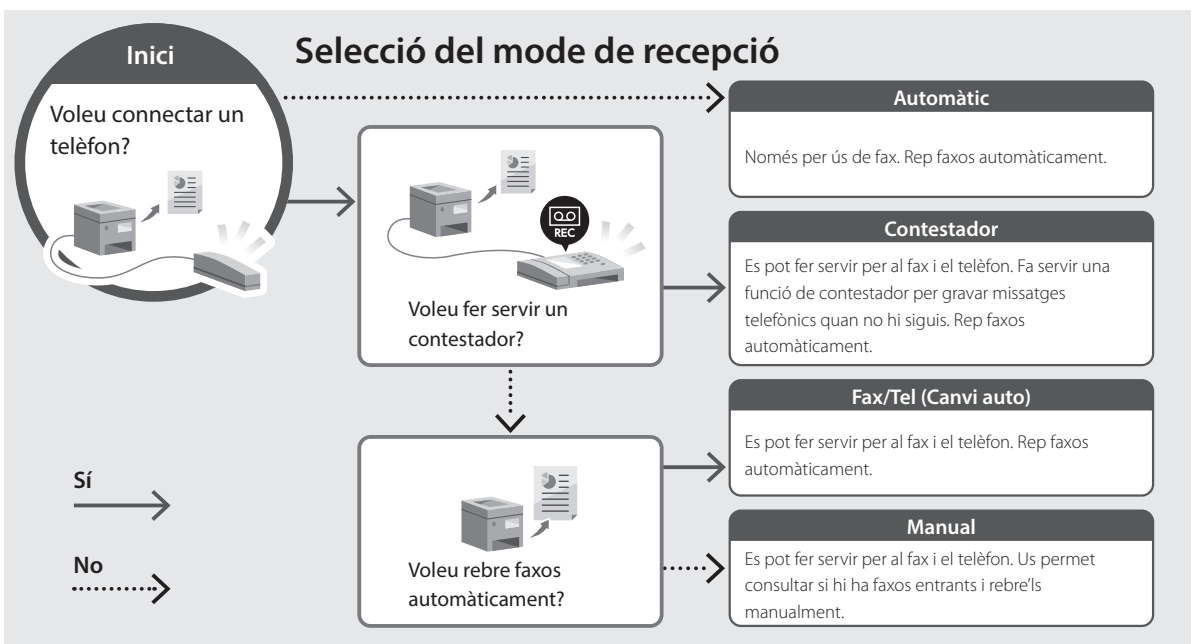 Selecció del mode de recepció
Inici
Voleu connectar un
telèfon?
Automàtic
Només per ús de fax. Rep faxos automàticament.
REC
Voleu fer servir un
contestador?
Contestador
Es pot fer servir per al fax i el telèfon. Fa servir una
funció de contestador per gravar missatges
telefònics quan no hi siguis. Rep faxos
automàticament.
Fax/Tel (Canvi auto)
Es pot fer servir per al fax i el telèfon. Rep faxos
automàticament.
Voleu rebre faxos
automàticament?
Manual
Es pot fer servir per al fax i el telèfon. Us permet
consultar si hi ha faxos entrants i rebre’ls
manualment.
Sí
No